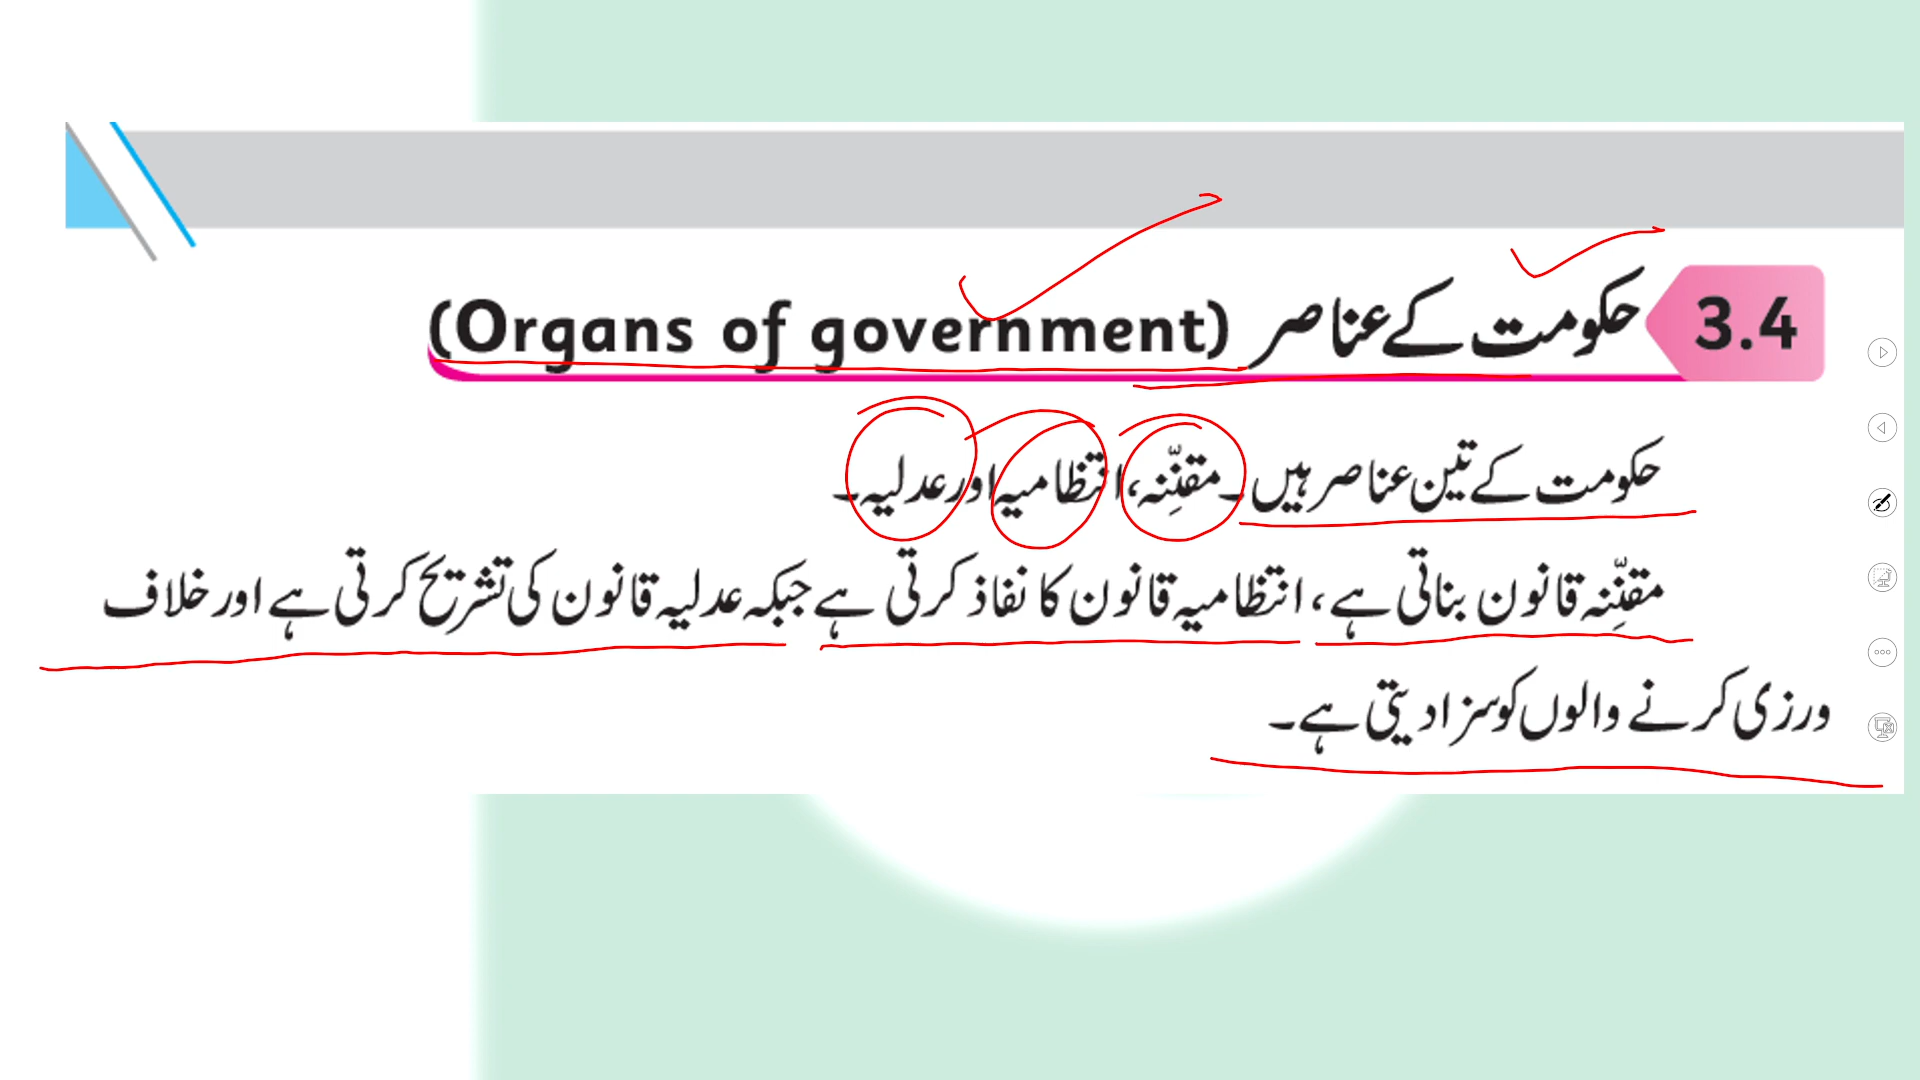 3.4 حکومت کے عناصر (Organs of government)
حکومت کے تین عناصر ہیں۔ مقنِّنہ، انتظامیہ اور عدلیہ۔
مقنِّنہ قانون بناتی ہے، انتظامیہ قانون کا نفاذ کرتی ہے جبکہ عدلیہ قانون کی تشریح کرتی ہے اور خلاف
ورزی کرنے والوں کو سزا دیتی ہے۔